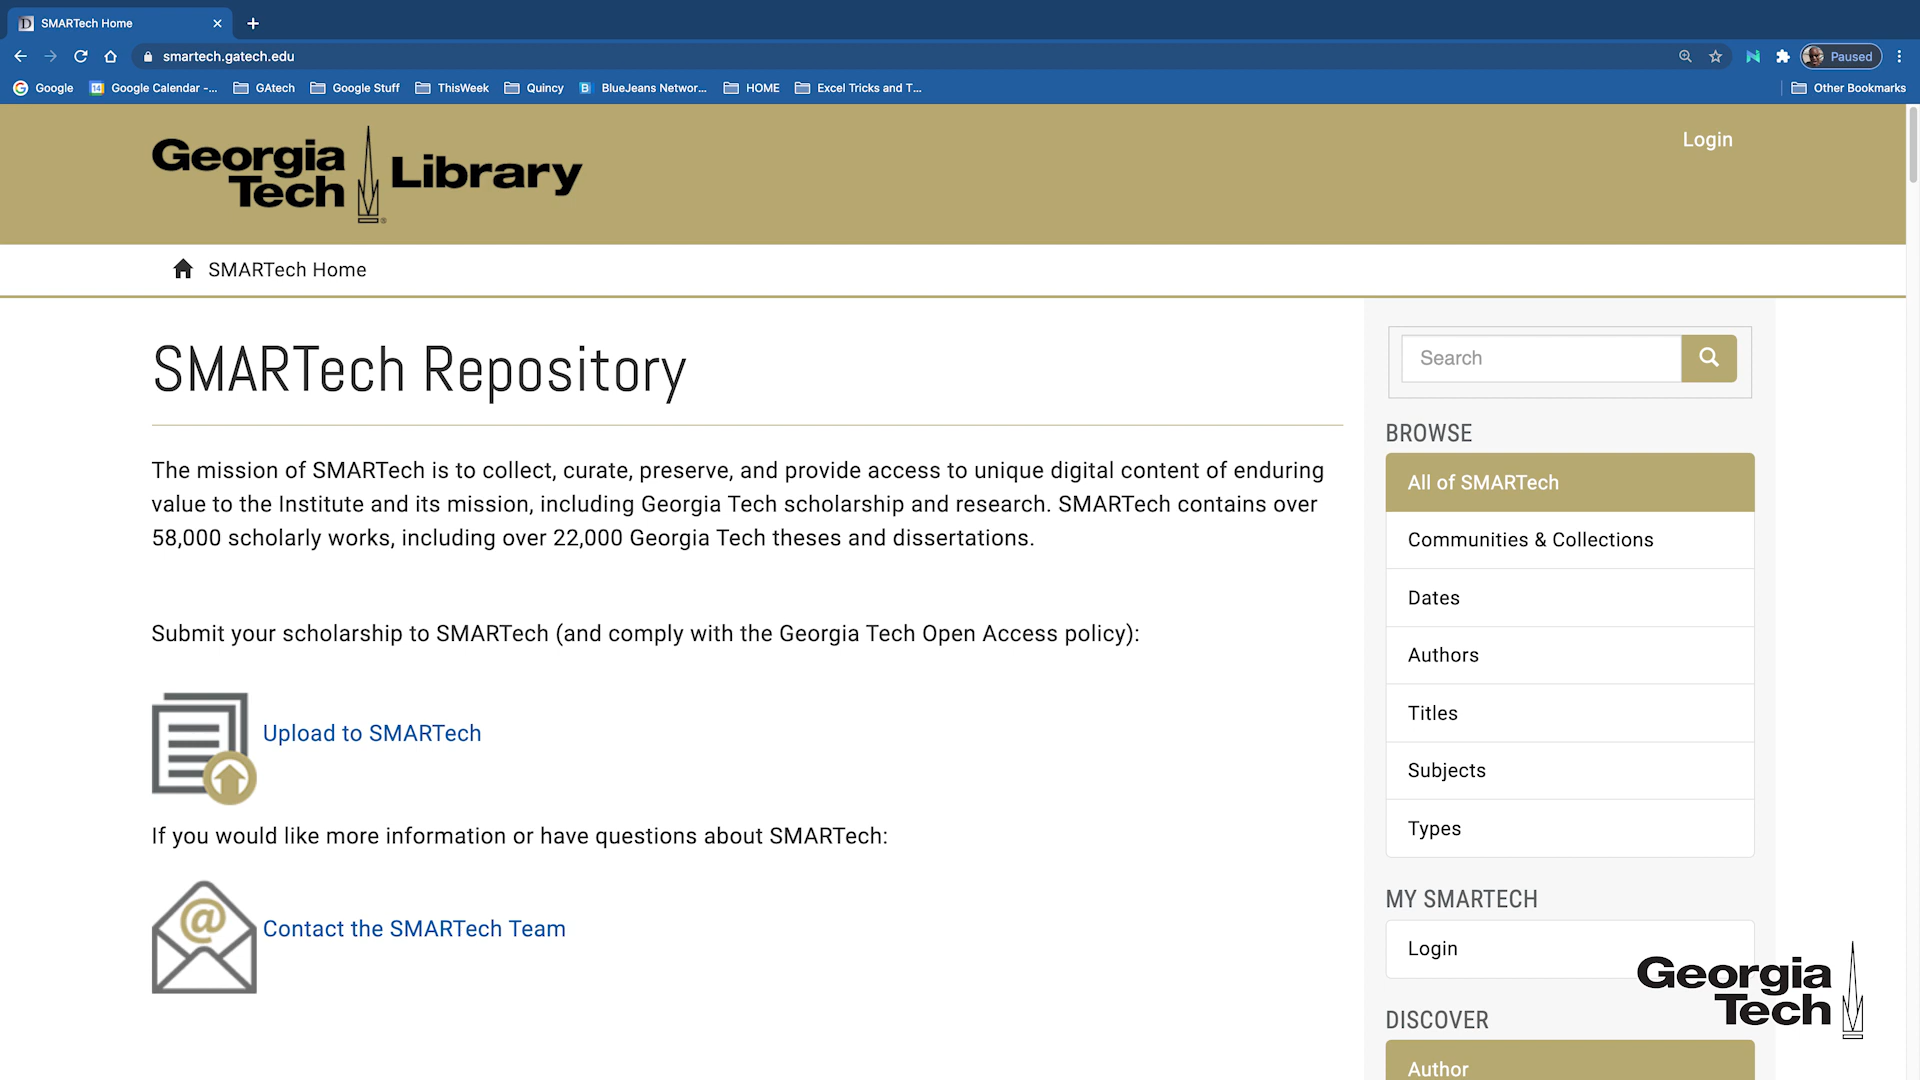 SMARTech Home
smartech.gatech.edu
Paused
Google
Google Calendar -...
GAtech
Google Stuff
ThisWeek
Quincy
BlueJeans Networ...
HOME
Excel Tricks and T...
Other Bookmarks
Georgia Tech Library
Login
SMARTech Home
SMARTech Repository
The mission of SMARTech is to collect, curate, preserve, and provide access to unique digital content of enduring
value to the Institute and its mission, including Georgia Tech scholarship and research. SMARTech contains over
58,000 scholarly works, including over 22,000 Georgia Tech theses and dissertations.
Submit your scholarship to SMARTech (and comply with the Georgia Tech Open Access policy):
Upload to SMARTech
If you would like more information or have questions about SMARTech:
@
Contact the SMARTech Team
Search
BROWSE
All of SMARTech
Communities & Collections
Dates
Authors
Titles
Subjects
Types
MY SMARTECH
Login
DISCOVER
Author
Georgia
Tech